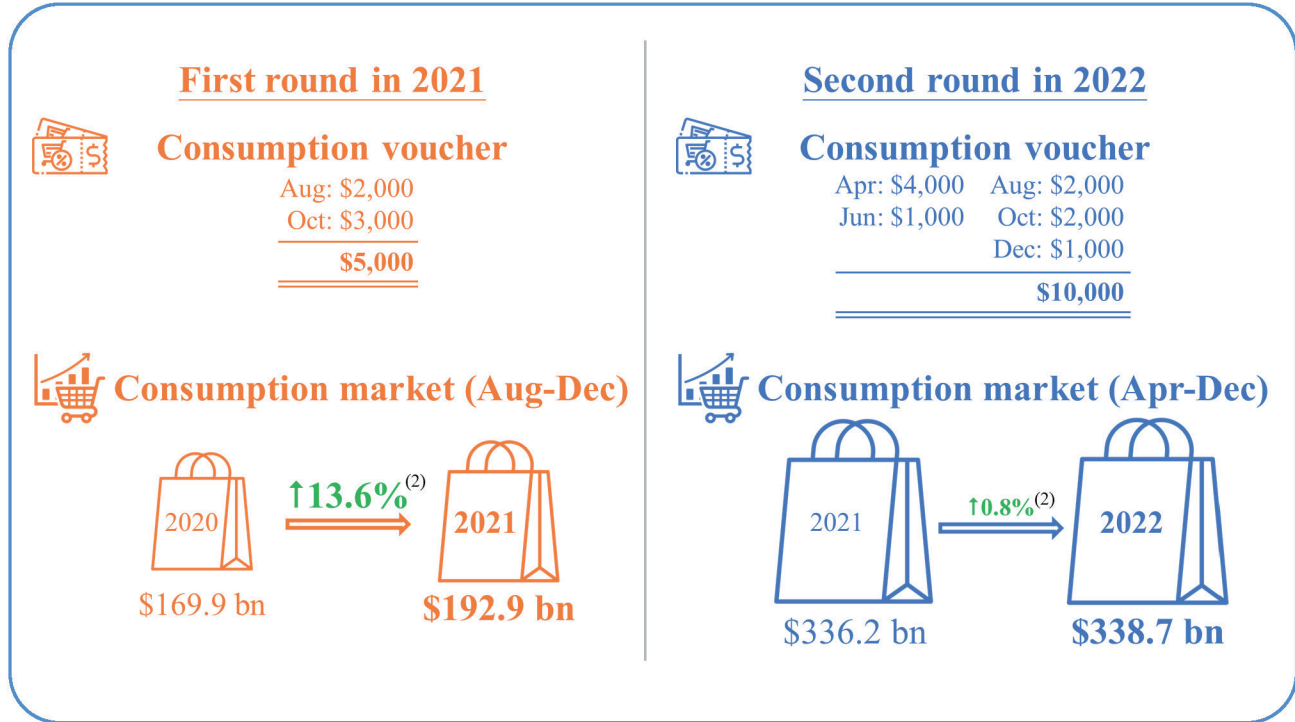 First round in 2021
Consumption voucher
Aug: $2,000
Oct: $3,000
$5,000
Consumption market (Aug-Dec)
2020
↑13.6%(2)
2021
$169.9 bn
$192.9 bn
Second round in 2022
Consumption voucher
Apr: $4,000 Aug: $2,000
Jun: $1,000 Oct: $2,000
Dec: $1,000
$10,000
Consumption market (Apr-Dec)
2021
↑0.8%(2)
2022
$336.2 bn
$338.7 bn